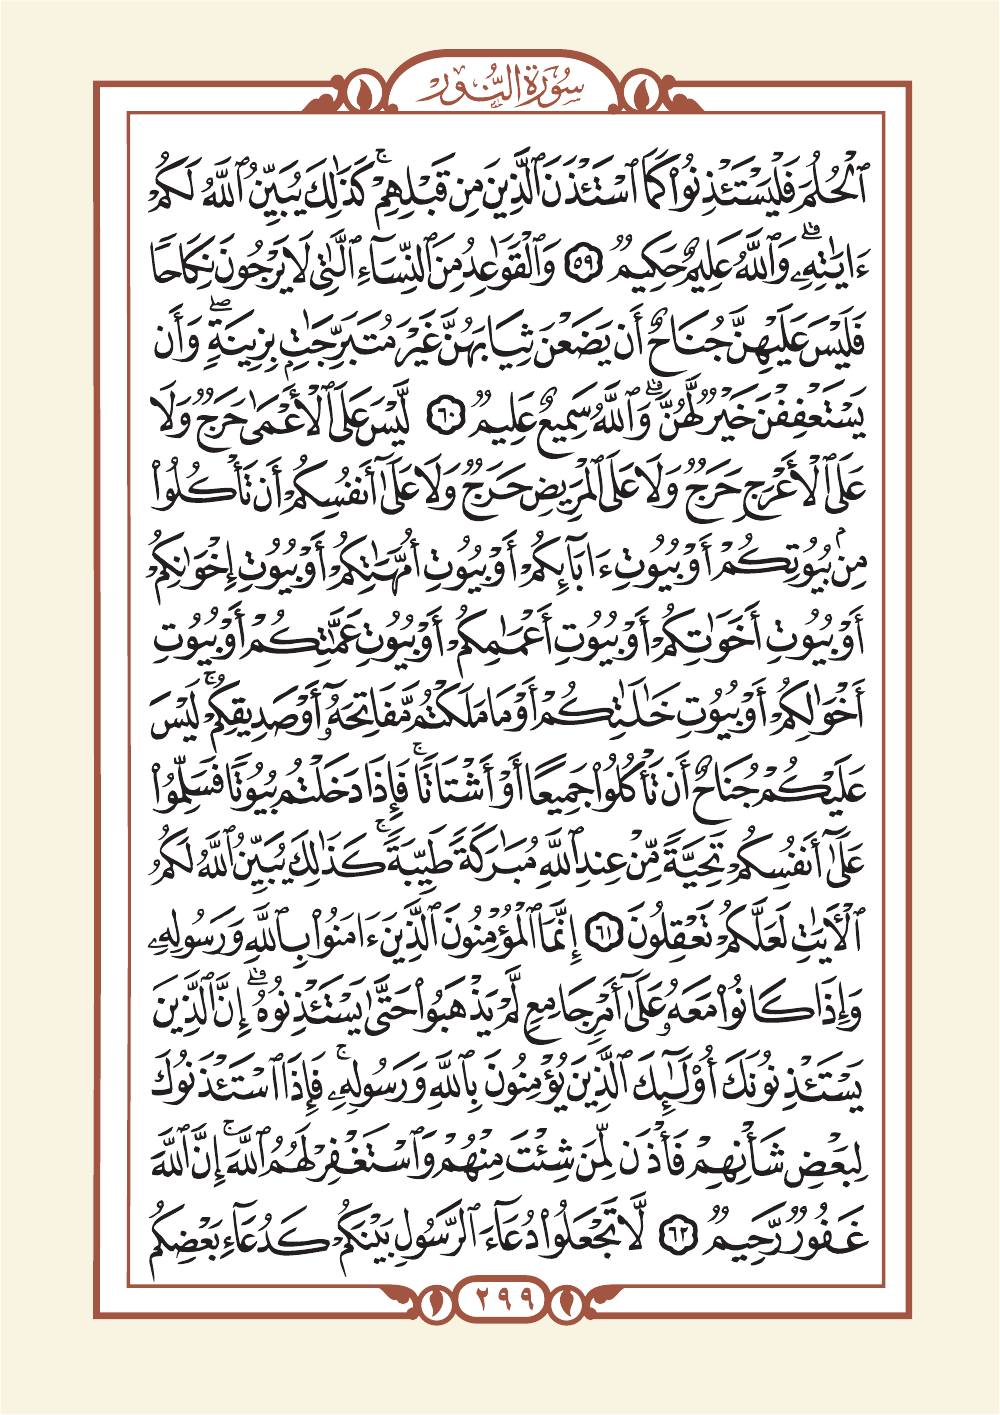 سُورَةُ النُّورِ
ٱلْحُلُمَ فَلْيَسْتَـْٔذِنُوا۟ كَمَا ٱسْتَـْٔذَنَ ٱلَّذِينَ مِن قَبْلِهِمْ ۚ كَذَٰلِكَ يُبَيِّنُ ٱللَّهُ لَكُمْ
ءَايَٰتِهِۦ ۗ وَٱللَّهُ عَلِيمٌ حَكِيمٌ ۝٥٩ وَٱلْقَوَٰعِدُ مِنَ ٱلنِّسَآءِ ٱلَّٰتِى لَا يَرْجُونَ نِكَاحًا
فَلَيْسَ عَلَيْهِنَّ جُنَاحٌ أَن يَضَعْنَ ثِيَابَهُنَّ غَيْرَ مُتَبَرِّجَٰتٍۭ بِزِينَةٍ ۖ وَأَن
يَسْتَعْفِفْنَ خَيْرٌ لَّهُنَّ ۗ وَٱللَّهُ سَمِيعٌ عَلِيمٌ ۝٦٠ لَّيْسَ عَلَى ٱلْأَعْمَىٰ حَرَجٌ وَلَا
عَلَى ٱلْأَعْرَجِ حَرَجٌ وَلَا عَلَى ٱلْمَرِيضِ حَرَجٌ وَلَا عَلَىٰٓ أَنفُسِكُمْ أَن تَأْكُلُوا۟
مِنۢ بُيُوتِكُمْ أَوْ بُيُوتِ ءَابَآئِكُمْ أَوْ بُيُوتِ أُمَّهَٰتِكُمْ أَوْ بُيُوتِ إِخْوَٰنِكُمْ
أَوْ بُيُوتِ أَخَوَٰتِكُمْ أَوْ بُيُوتِ أَعْمَٰمِكُمْ أَوْ بُيُوتِ عَمَّٰتِكُمْ أَوْ بُيُوتِ
أَخْوَٰلِكُمْ أَوْ بُيُوتِ خَٰلَٰتِكُمْ أَوْ مَا مَلَكْتُم مَّفَاتِحَهُۥٓ أَوْ صَدِيقِكُمْ ۚ لَيْسَ
عَلَيْكُمْ جُنَاحٌ أَن تَأْكُلُوا۟ جَمِيعًا أَوْ أَشْتَاتًا ۚ فَإِذَا دَخَلْتُم بُيُوتًا فَسَلِّمُوا۟
عَلَىٰٓ أَنفُسِكُمْ تَحِيَّةً مِّنْ عِندِ ٱللَّهِ مُبَٰرَكَةً طَيِّبَةً ۚ كَذَٰلِكَ يُبَيِّنُ ٱللَّهُ لَكُمُ
ٱلْأَيَٰتِ لَعَلَّكُمْ تَعْقِلُونَ ۝٦١ إِنَّمَا ٱلْمُؤْمِنُونَ ٱلَّذِينَ ءَامَنُوا۟ بِٱللَّهِ وَرَسُولِهِۦ
وَإِذَا كَانُوا۟ مَعَهُۥ عَلَىٰٓ أَمْرٍ جَامِعٍ لَّمْ يَذْهَبُوا۟ حَتَّىٰ يَسْتَـْٔذِنُوهُ ۚ إِنَّ ٱلَّذِينَ
يَسْتَـْٔذِنُونَكَ أُو۟لَٰٓئِكَ ٱلَّذِينَ يُؤْمِنُونَ بِٱللَّهِ وَرَسُولِهِۦ ۚ فَإِذَا ٱسْتَـْٔذَنُوكَ
لِبَعْضِ شَأْنِهِمْ فَأْذَن لِّمَن شِئْتَ مِنْهُمْ وَٱسْتَغْفِرْ لَهُمُ ٱللَّهَ ۚ إِنَّ ٱللَّهَ
غَفُورٌ رَّحِيمٌ ۝٦٢ لَّا تَجْعَلُوا۟ دُعَآءَ ٱلرَّسُولِ بَيْنَكُمْ كَدُعَآءِ بَعْضِكُم
٢٩٩